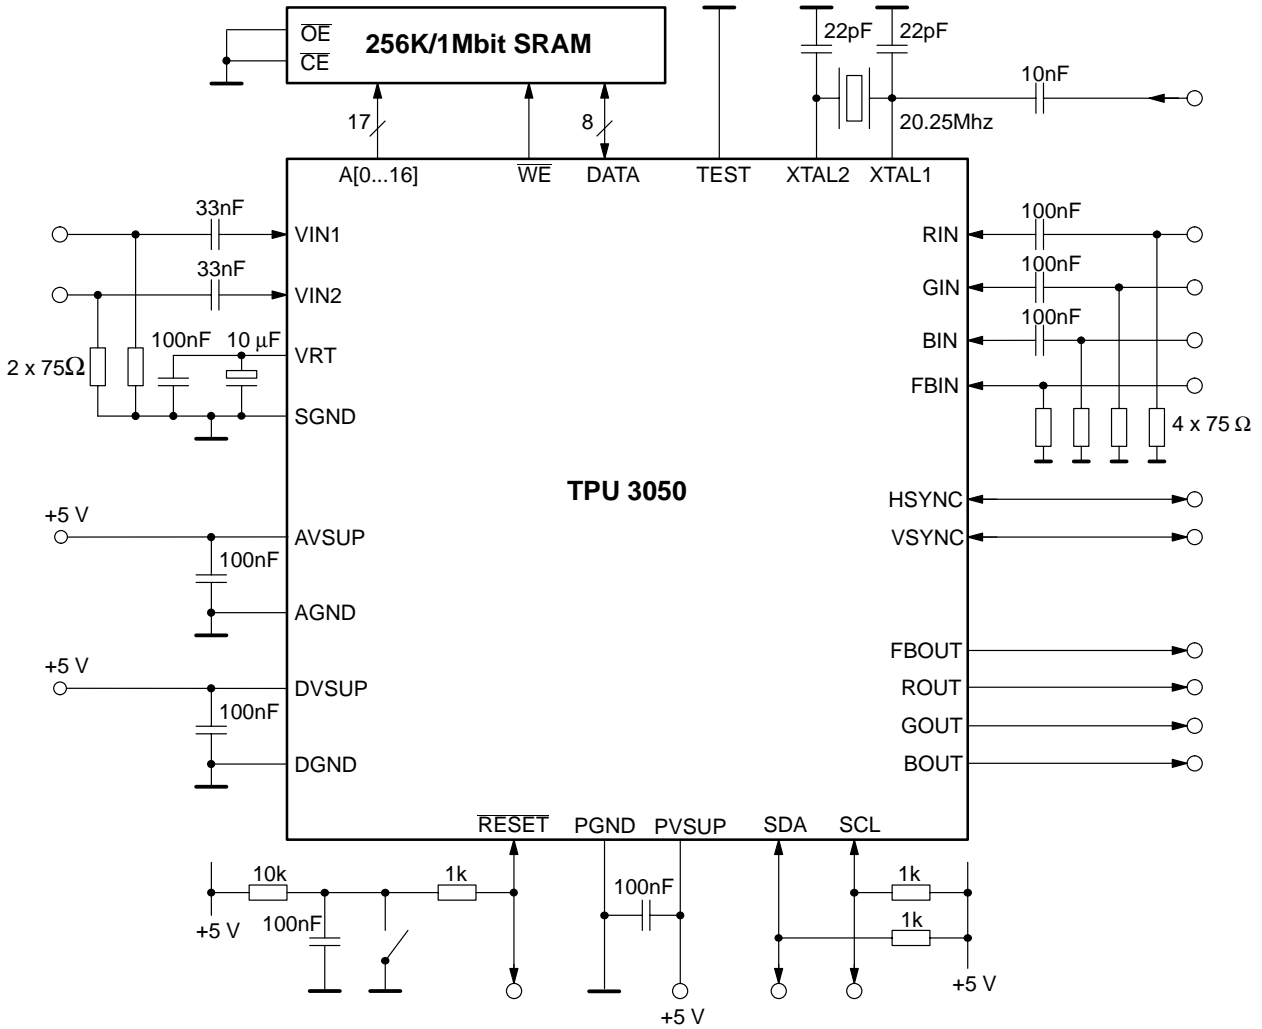 OE
CE
256K/1Mbit SRAM
22pF
22pF
10nF
17
8
20.25Mhz
A[0...16]
WE
DATA
TEST
XTAL2
XTAL1
33nF
VIN1
33nF
VIN2
100nF
10 µF
VRT
2 x 75Ω
SGND
100nF
RIN
100nF
GIN
100nF
BIN
FBIN
4 x 75 Ω
TPU 3050
HSYNC
VSYNC
+5 V
AVSUP
100nF
AGND
+5 V
DVSUP
100nF
DGND
FBOUT
ROUT
GOUT
BOUT
RESET
PGND
PVSUP
SDA
SCL
10k
1k
100nF
1k
+5 V
100nF
1k
+5 V
+5 V